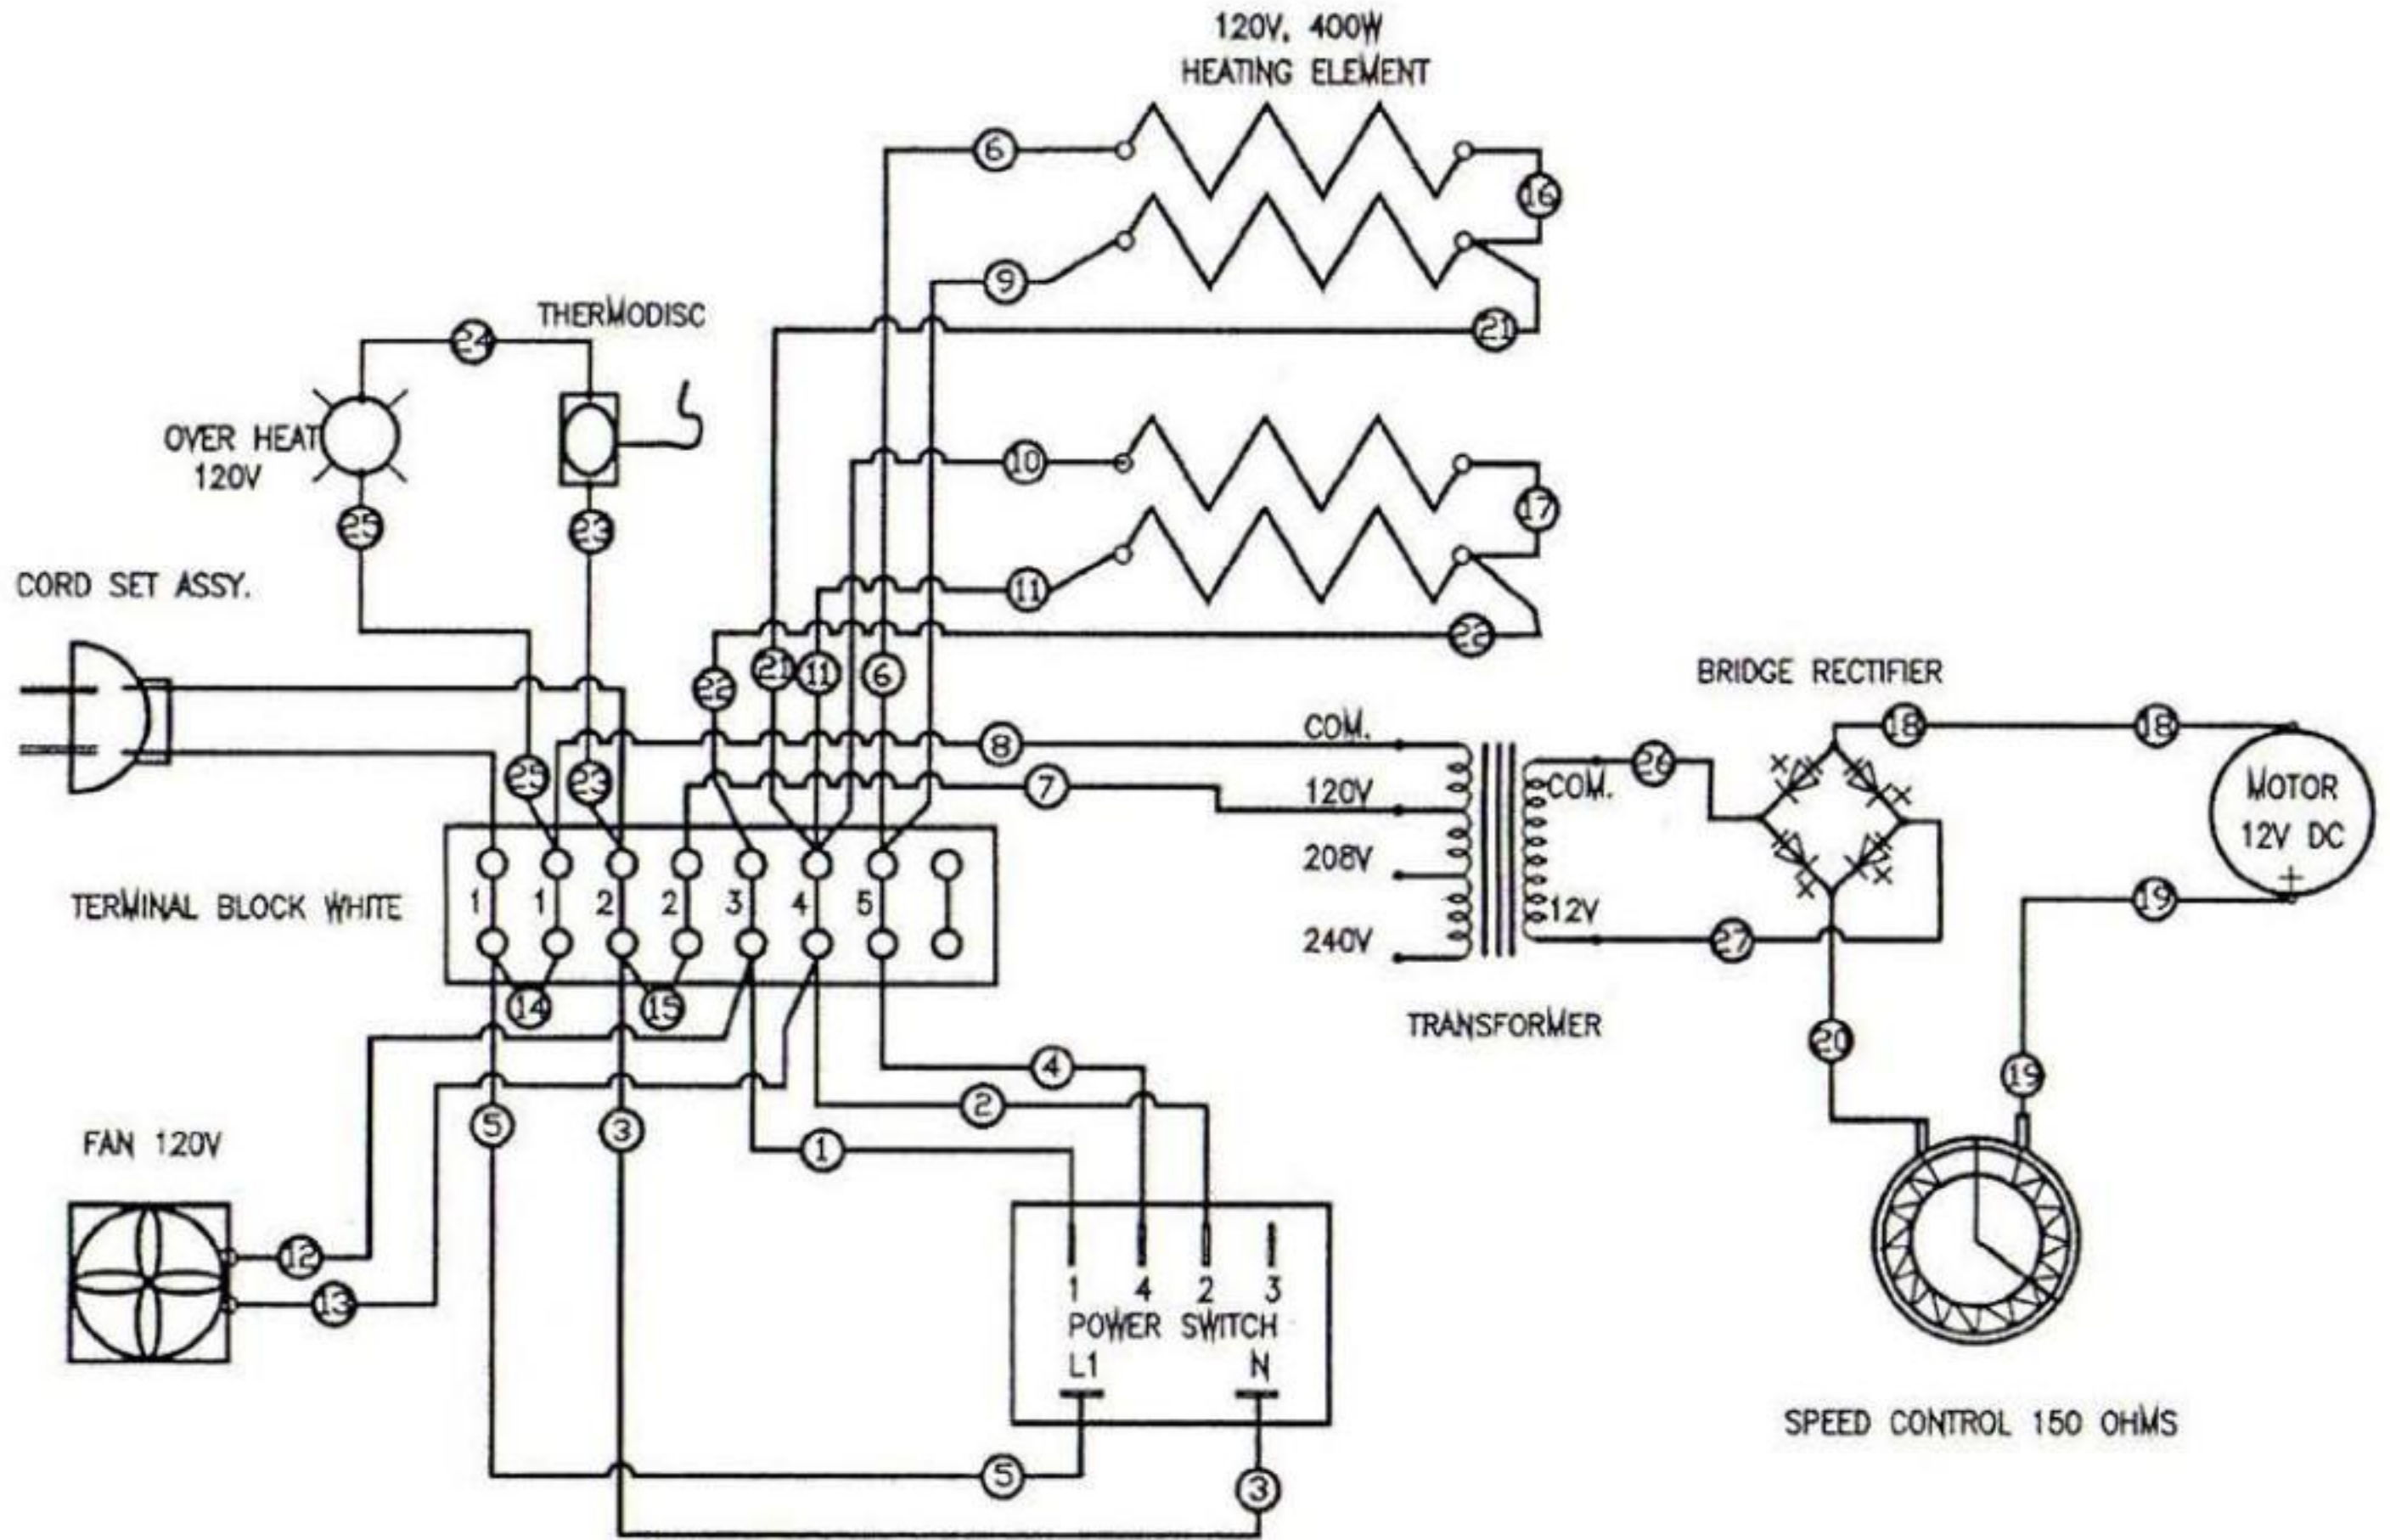 120V, 400W
HEATING ELEMENT
6
16
9
21
THERMODISC
24
OVER HEAT
120V
25
23
10
17
11
22
CORD SET ASSY.
22
21
11
6
25
23
8
7
COM.
120V
208V
240V
TRANSFORMER
COM.
12V
26
27
BRIDGE RECTIFIER
18
18
MOTOR
12V DC
+
19
19
20
TERMINAL BLOCK WHITE
1 1 2 2 3 4 5
14
15
4
2
1
5
3
FAN 120V
12
13
1 4 2 3
POWER SWITCH
L1 N
5
3
SPEED CONTROL 150 OHMS